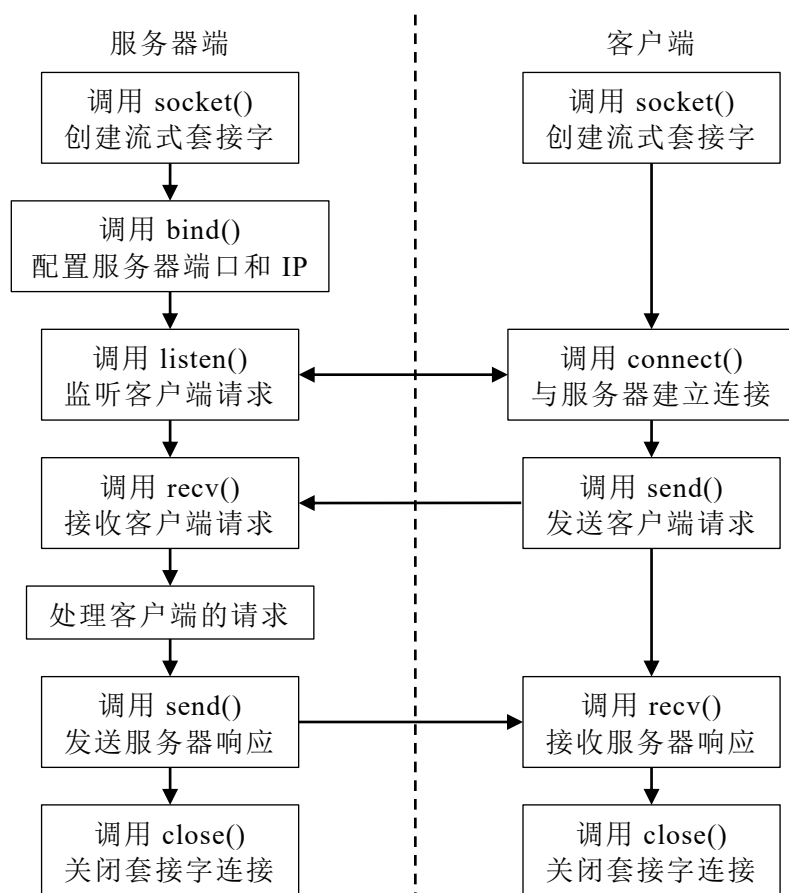 服务器端
调用 socket()
创建流式套接字
调用 bind()
配置服务器端口和 IP
调用 listen()
监听客户端请求
调用 recv()
接收客户端请求
处理客户端的请求
调用 send()
发送服务器响应
调用 close()
关闭套接字连接
客户端
调用 socket()
创建流式套接字
调用 connect()
与服务器建立连接
调用 send()
发送客户端请求
调用 recv()
接收服务器响应
调用 close()
关闭套接字连接